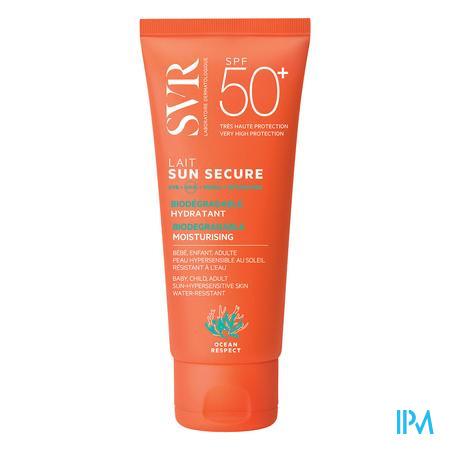 SVR
LABORATOIRE DERMATOLOGIQUE
SPF
50+
TRÈS HAUTE PROTECTION
VERY HIGH PROTECTION
LAIT
SUN SECURE
BIODÉGRADABLE
HYDRATANT
BIODEGRADABLE
MOISTURISING
BÉBÉ, ENFANT, ADULTE
PEAU HYPERSENSIBLE AU SOLEIL
RÉSISTANT À L'EAU
BABY, CHILD, ADULT
SUN-HYPERSENSITIVE SKIN
WATER-RESISTANT
OCEAN
RESPECT
IPM